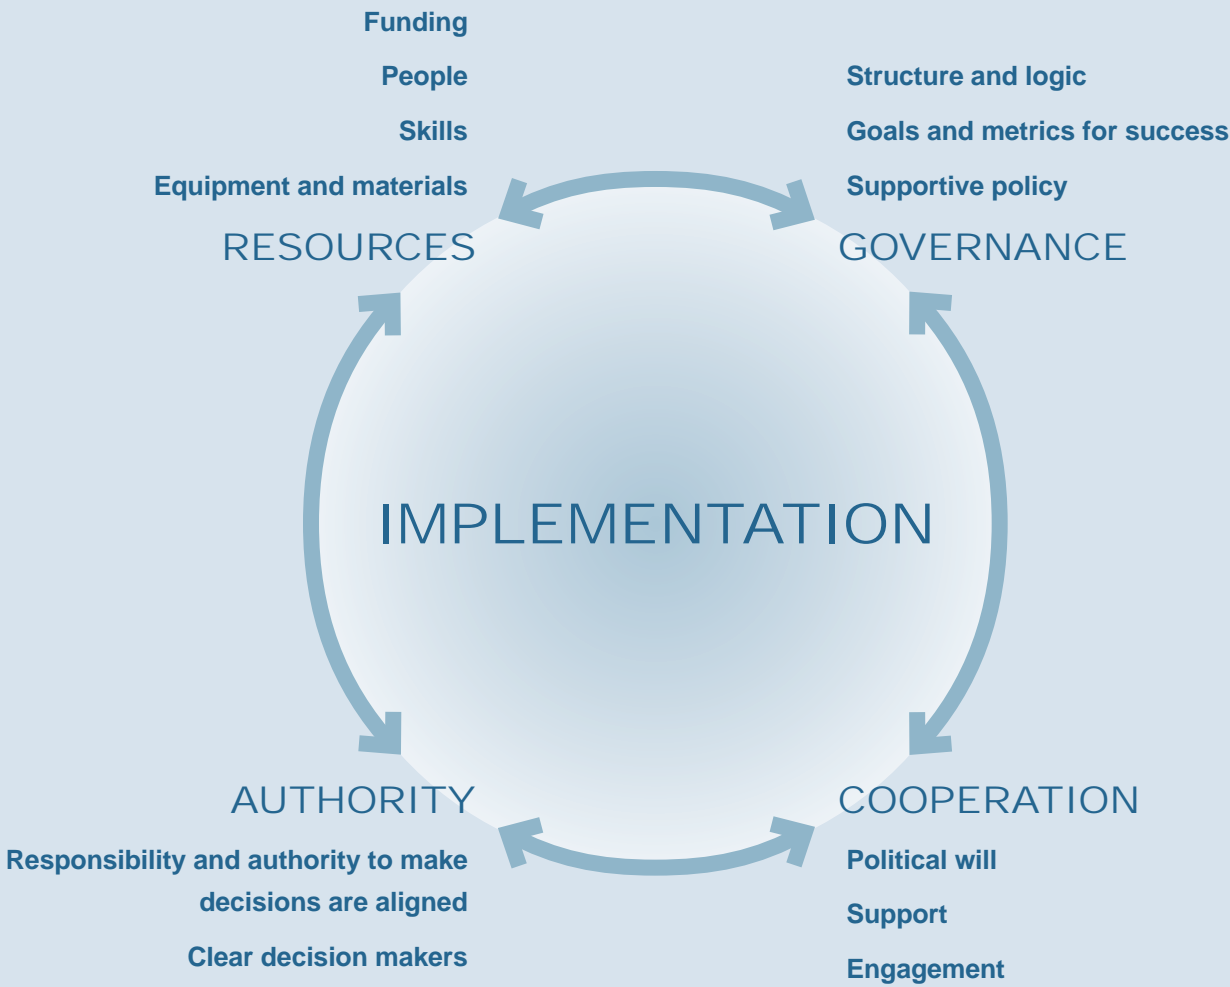 Funding
People
Skills
Equipment and materials
RESOURCES
Structure and logic
Goals and metrics for success
Supportive policy
GOVERNANCE
IMPLEMENTATION
AUTHORITY
Responsibility and authority to make
decisions are aligned
Clear decision makers
COOPERATION
Political will
Support
Engagement